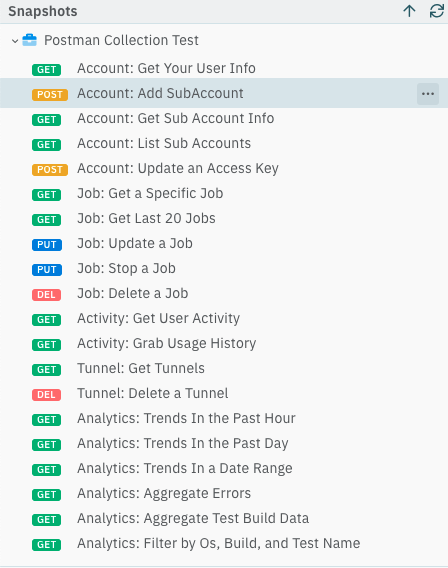 Snapshots
Postman Collection Test
GET Account: Get Your User Info
POST Account: Add SubAccount
GET Account: Get Sub Account Info
GET Account: List Sub Accounts
POST Account: Update an Access Key
GET Job: Get a Specific Job
GET Job: Get Last 20 Jobs
PUT Job: Update a Job
PUT Job: Stop a Job
DEL Job: Delete a Job
GET Activity: Get User Activity
GET Activity: Grab Usage History
GET Tunnel: Get Tunnels
DEL Tunnel: Delete a Tunnel
GET Analytics: Trends In the Past Hour
GET Analytics: Trends In the Past Day
GET Analytics: Trends In a Date Range
GET Analytics: Aggregate Errors
GET Analytics: Aggregate Test Build Data
GET Analytics: Filter by Os, Build, and Test Name